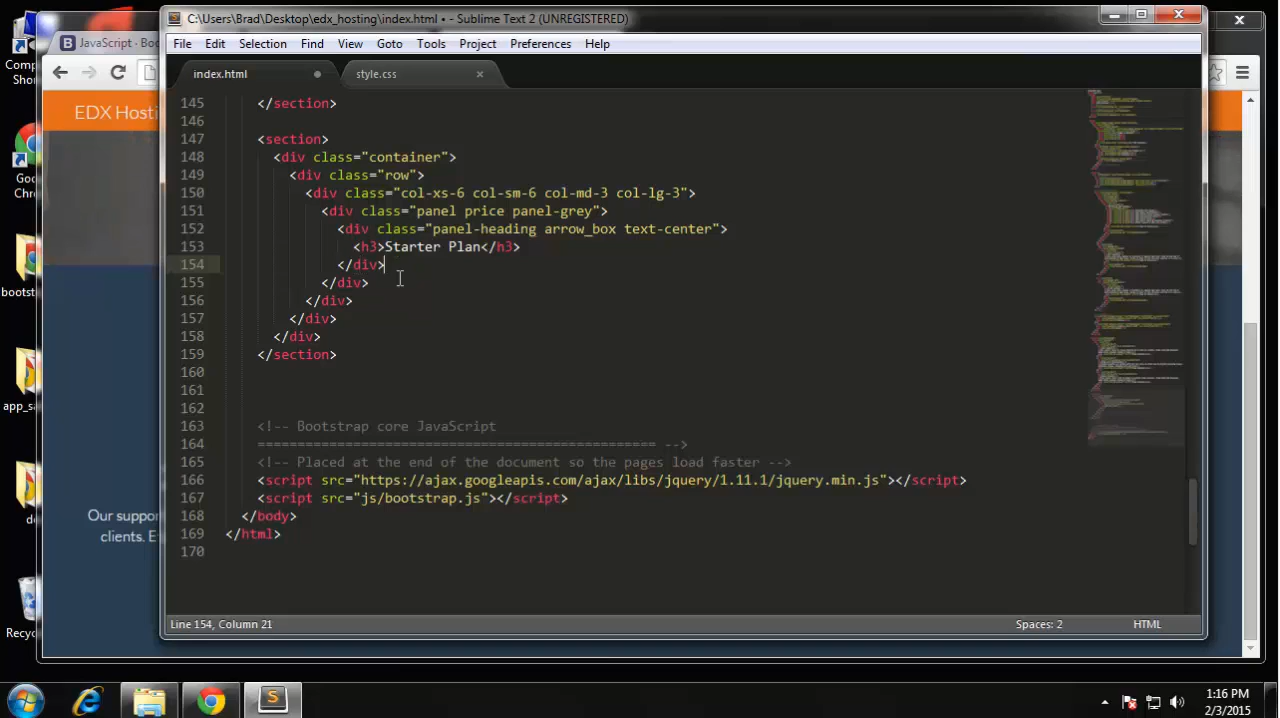 C:\Users\Brad\Desktop\edx_hosting\index.html • - Sublime Text 2 (UNREGISTERED)
File Edit Selection Find View Goto Tools Project Preferences Help
index.html
style.css
JavaScript · Boo
EDX Hosti
Comp
Shor
Goo
Chro
bootst
app_sa
de
Recyc
Our suppor
clients. E
145 </section>
146
147 <section>
148 <div class="container">
149 <div class="row">
150 <div class="col-xs-6 col-sm-6 col-md-3 col-lg-3">
151 <div class="panel price panel-grey">
152 <div class="panel-heading arrow_box text-center">
153 <h3>Starter Plan</h3>
154 </div>
155 </div>
156 </div>
157 </div>
158 </div>
159 </section>
160
161
162
163 <!-- Bootstrap core JavaScript
164 ================================================== -->
165 <!-- Placed at the end of the document so the pages load faster -->
166 <script src="https://ajax.googleapis.com/ajax/libs/jquery/1.11.1/jquery.min.js"></script>
167 <script src="js/bootstrap.js"></script>
168 </body>
169 </html>
170
Line 154, Column 21
Spaces: 2
HTML
1:16 PM
2/3/2015